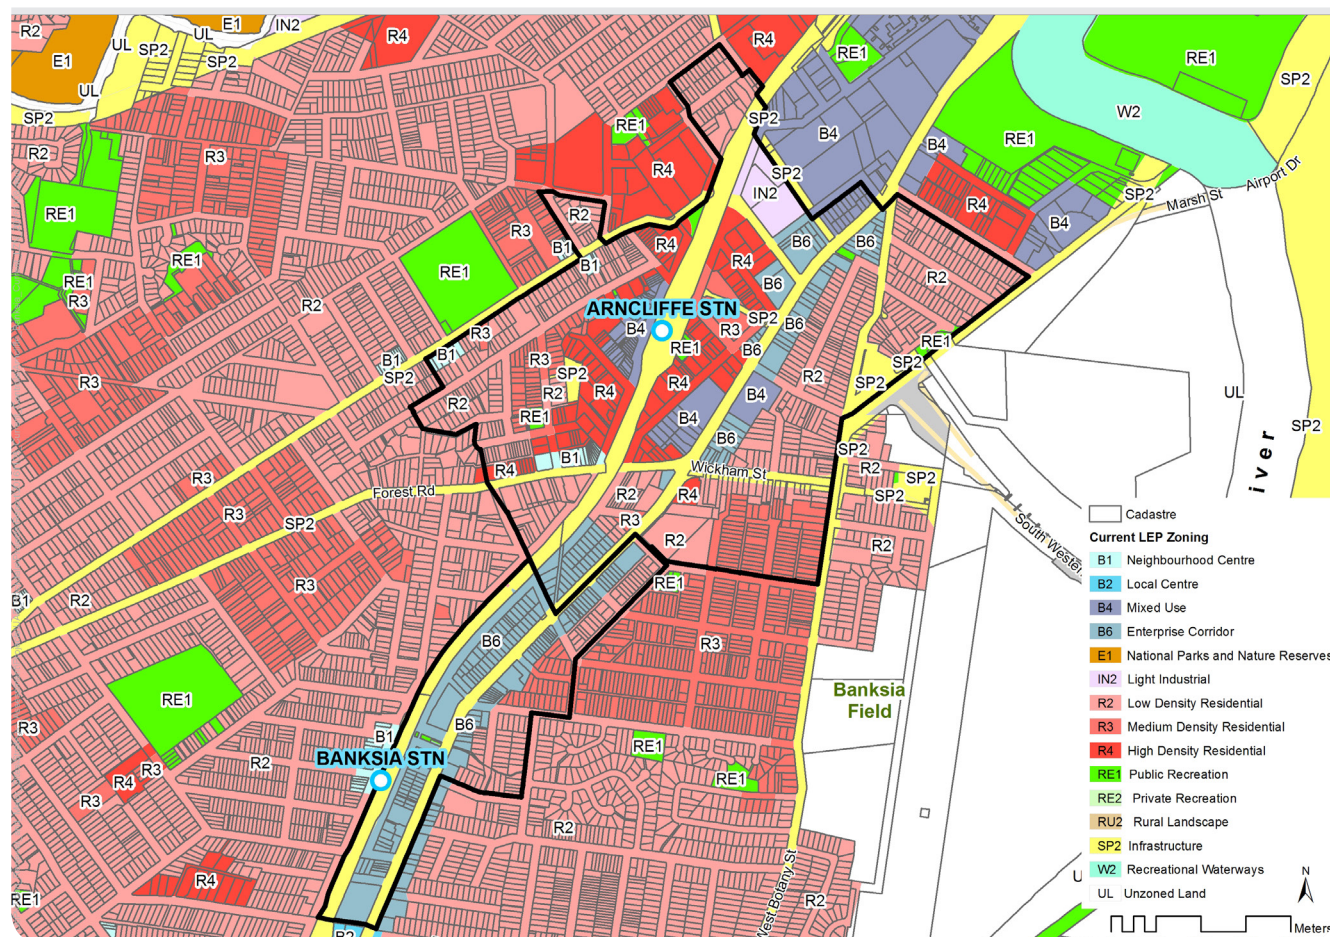 R2
E1
UL
SP2
UL
SP2
E1
IN2
R4
R4
RE1
RE1
SP2
UL
SP2
R2
R3
RE1
RE1
R3
RE1
R2
RE1
R4
SP2
B4
SP2
IN2
B4
RE1
W2
SP2
R4
B4
Marsh St
Airport Dr
RE1
R3
R2
B1
B1
R4
R4
B6
B6
B6
R2
ARNCLIFFE STN
B4
R3
SP2
B6
B6
RE1
RE1
SP2
SP2
R3
B1
B1
SP2
R3
R2
R3
SP2
R2
RE1
R4
R4
B4
B4
B6
R2
R3
UL
SP2
iver
R3
R3
SP2
R3
Forest Rd
R4
B1
Wickham St
SP2
R2
SP2
SP2
R2
R2
R4
R3
R2
RE1
South Wester
B1
R2
RE1
R3
R4
R3
R3
R2
B6
R3
B6
B1
BANKSIA STN
Banksia
Field
RE1
RE1
R2
R4
RE1
B2
West Botany St
U
Cadastre
Current LEP Zoning
B1 Neighbourhood Centre
B2 Local Centre
B4 Mixed Use
B6 Enterprise Corridor
E1 National Parks and Nature Reserves
IN2 Light Industrial
R2 Low Density Residential
R3 Medium Density Residential
R4 High Density Residential
RE1 Public Recreation
RE2 Private Recreation
RU2 Rural Landscape
SP2 Infrastructure
W2 Recreational Waterways
UL Unzoned Land
N
Meters